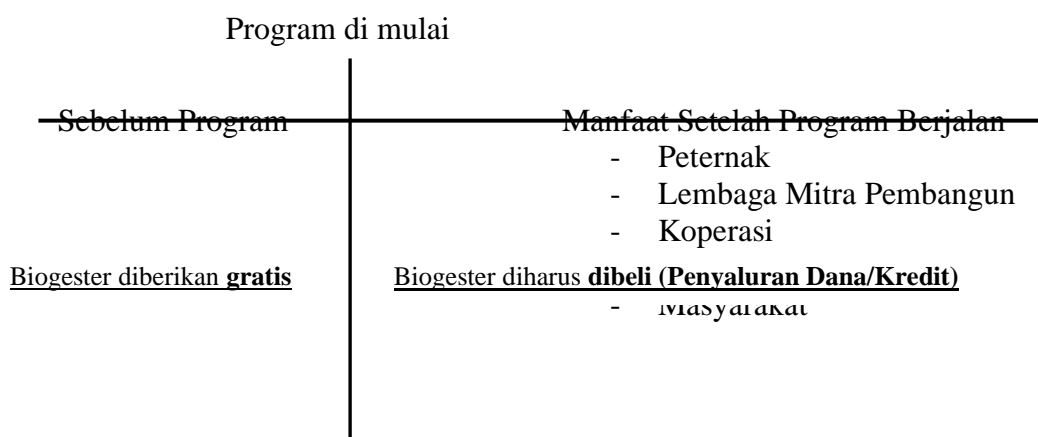 Program di mulai
Sebelum Program
Manfaat Setelah Program Berjalan
- Peternak
- Lembaga Mitra Pembangun
- Koperasi
Biogester diberikan gratis
Biogester diharus dibeli (Penyaluran Dana/Kredit)
- Masyarakat